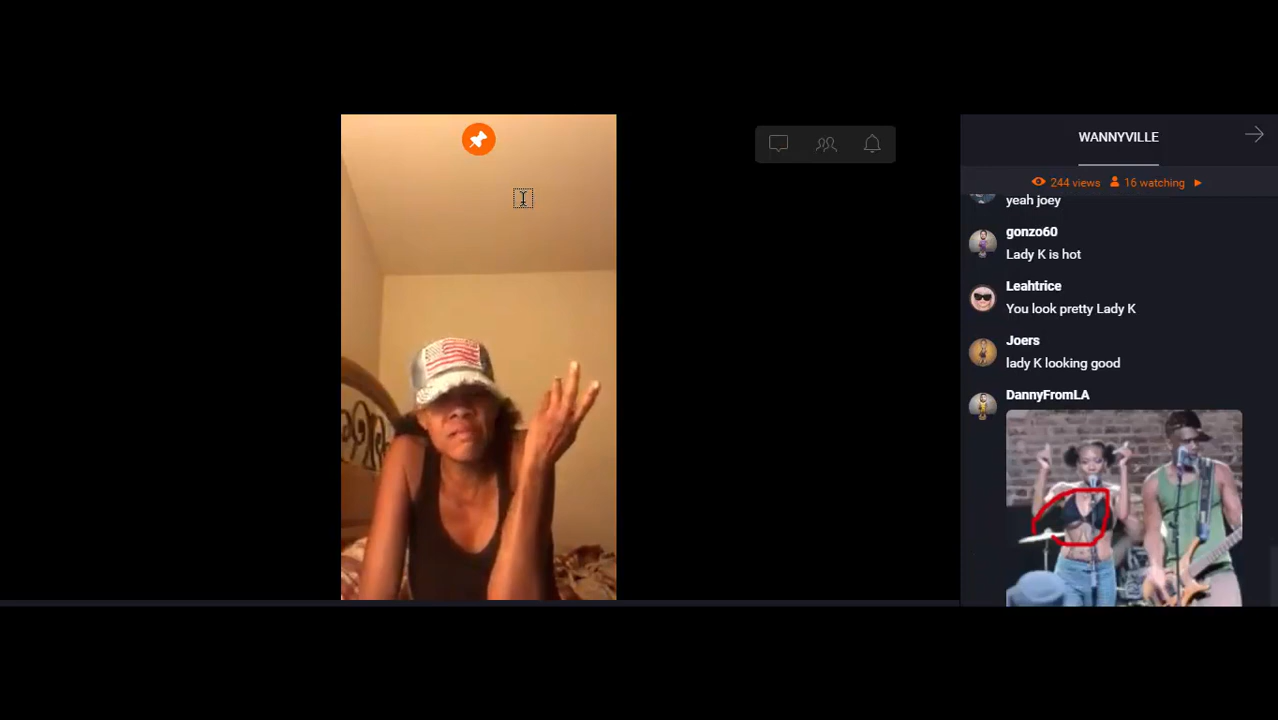 WANNYVILLE
244 views 16 watching
yeah joey
gonzo60
Lady K is hot
Leahtrice
You look pretty Lady K
Joers
lady K looking good
DannyFromLA